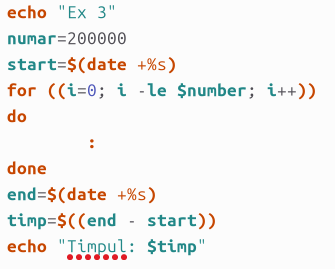 echo "Ex 3"
numar=200000
start=$(date +%s)
for ((i=0; i -le $number; i++))
do
:
done
end=$(date +%s)
timp=$((end - start))
echo "Timpul: $timp"